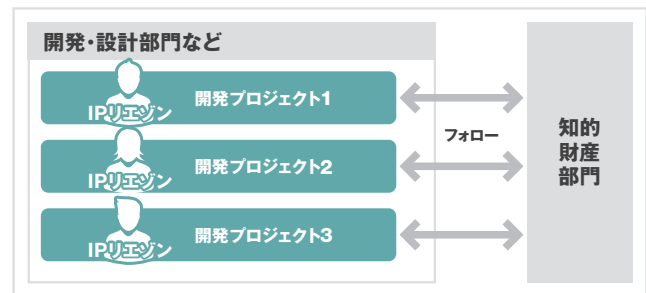 開発・設計部門など
IPリエゾン
開発プロジェクト1
IPリエゾン
開発プロジェクト2
IPリエゾン
開発プロジェクト3
フォロー
知的
財産
部門